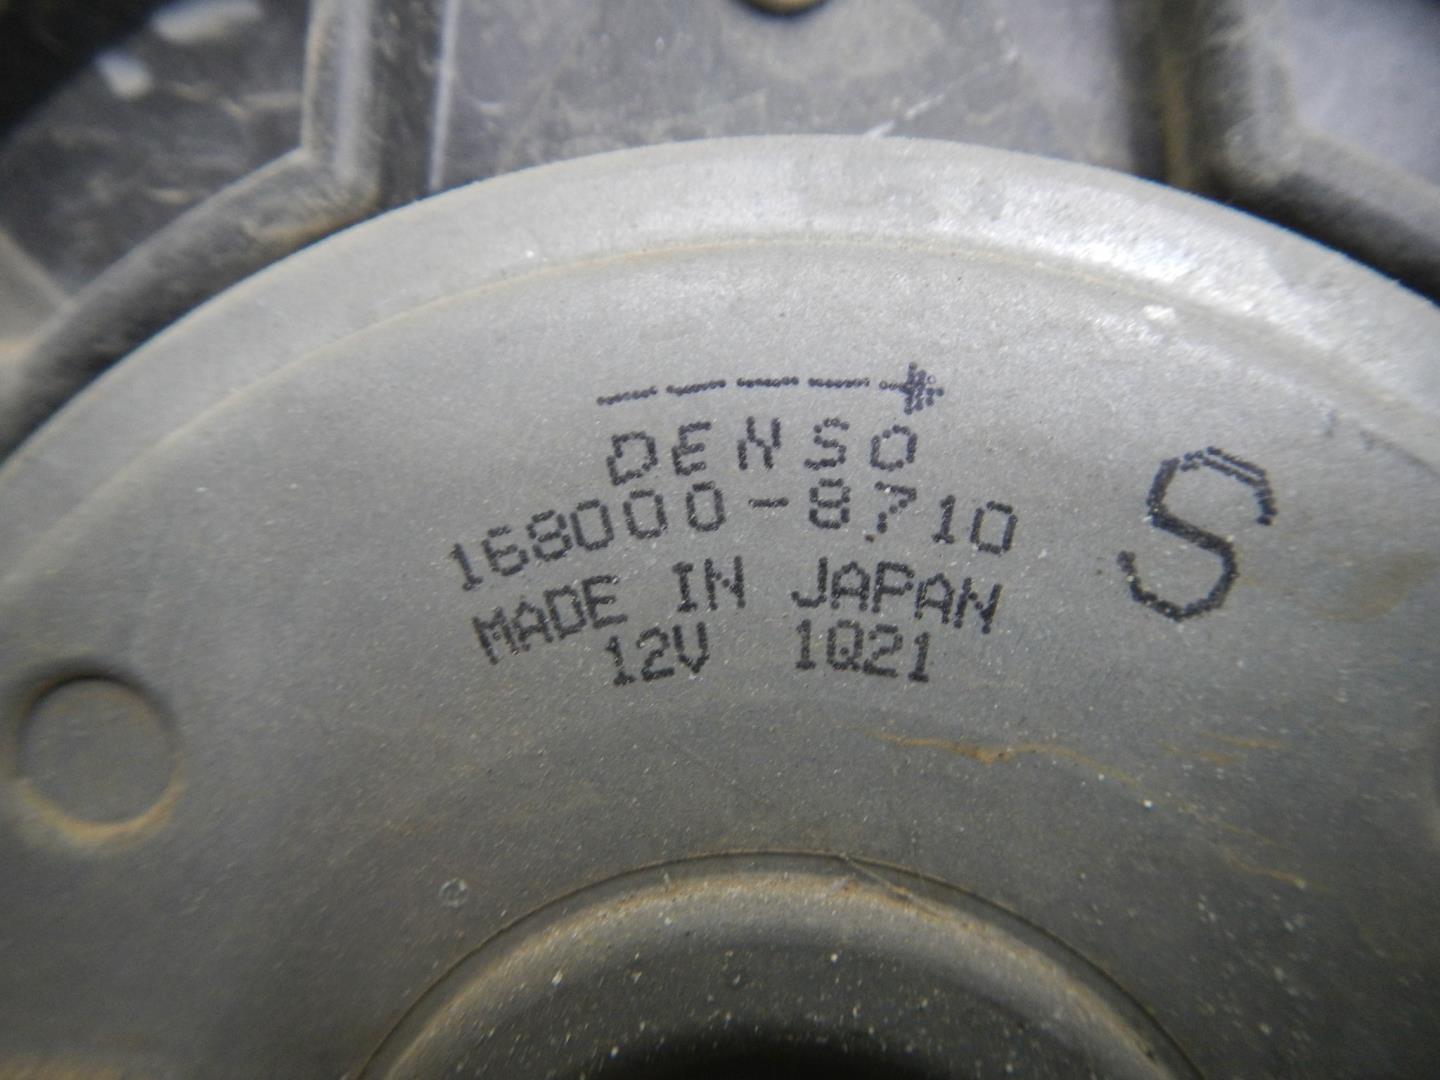 DENSO
168000-8710
MADE IN JAPAN
12V 1Q21
S